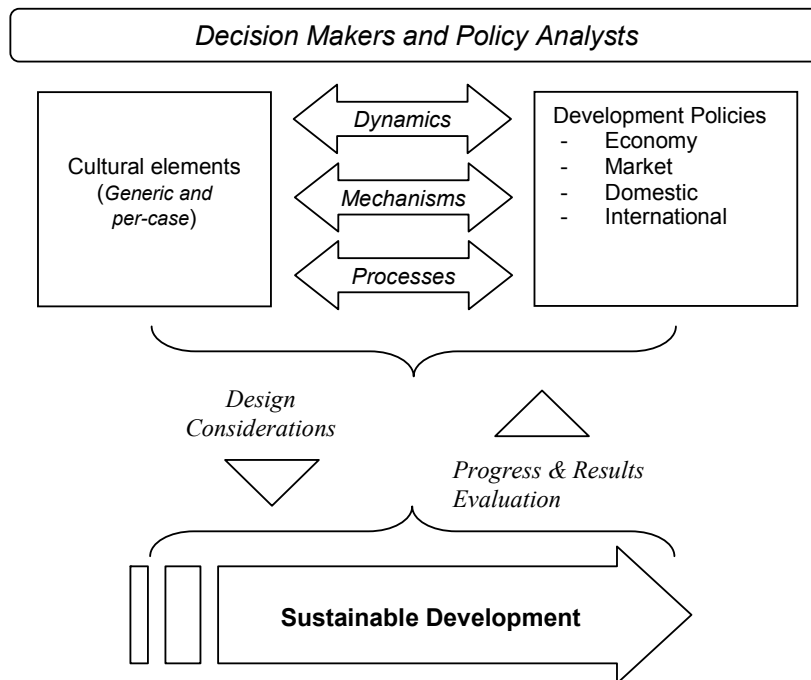 Decision Makers and Policy Analysts
Cultural elements
(Generic and
per-case)
Dynamics
Mechanisms
Processes
Development Policies
- Economy
- Market
- Domestic
- International
Design
Considerations
Progress & Results
Evaluation
Sustainable Development